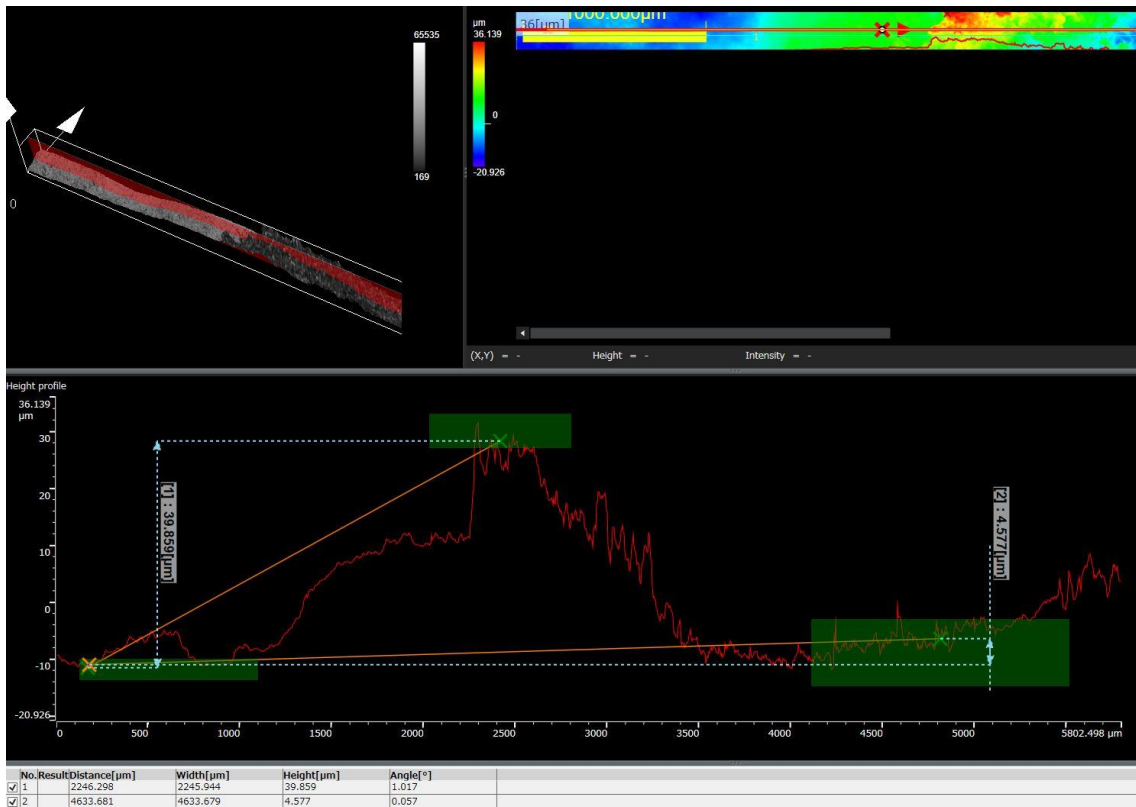 65535
169
0
µm
36.139
0
-20.926
1000.000µm
36[µm]
1
(X,Y) = - Height = - Intensity = -
Height profile
36.139
µm
30
20
10
0
-10
-20.926
[1] : 39.859[µm]
[2] : 4.577[µm]
0 500 1000 1500 2000 2500 3000 3500 4000 4500 5000 5802.498 µm
No. Result Distance[µm] Width[µm] Height[µm] Angle[°]
1 2246.298 2245.944 39.859 1.017
2 4633.681 4633.679 4.577 0.057